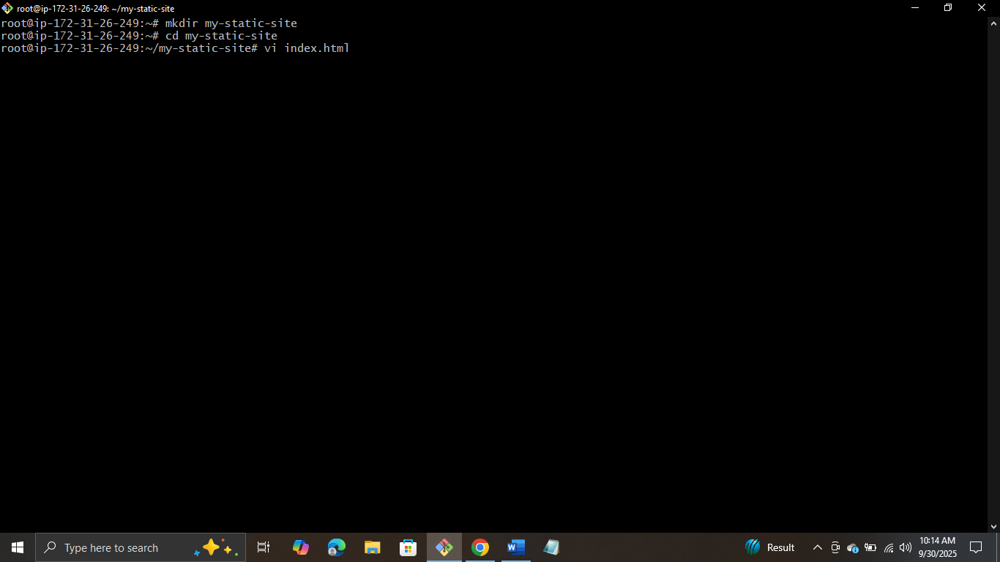 root@ip-172-31-26-249: ~/my-static-site
root@ip-172-31-26-249:~# mkdir my-static-site
root@ip-172-31-26-249:~# cd my-static-site
root@ip-172-31-26-249:~/my-static-site# vi index.html
Type here to search
Result
10:14 AM
9/30/2025